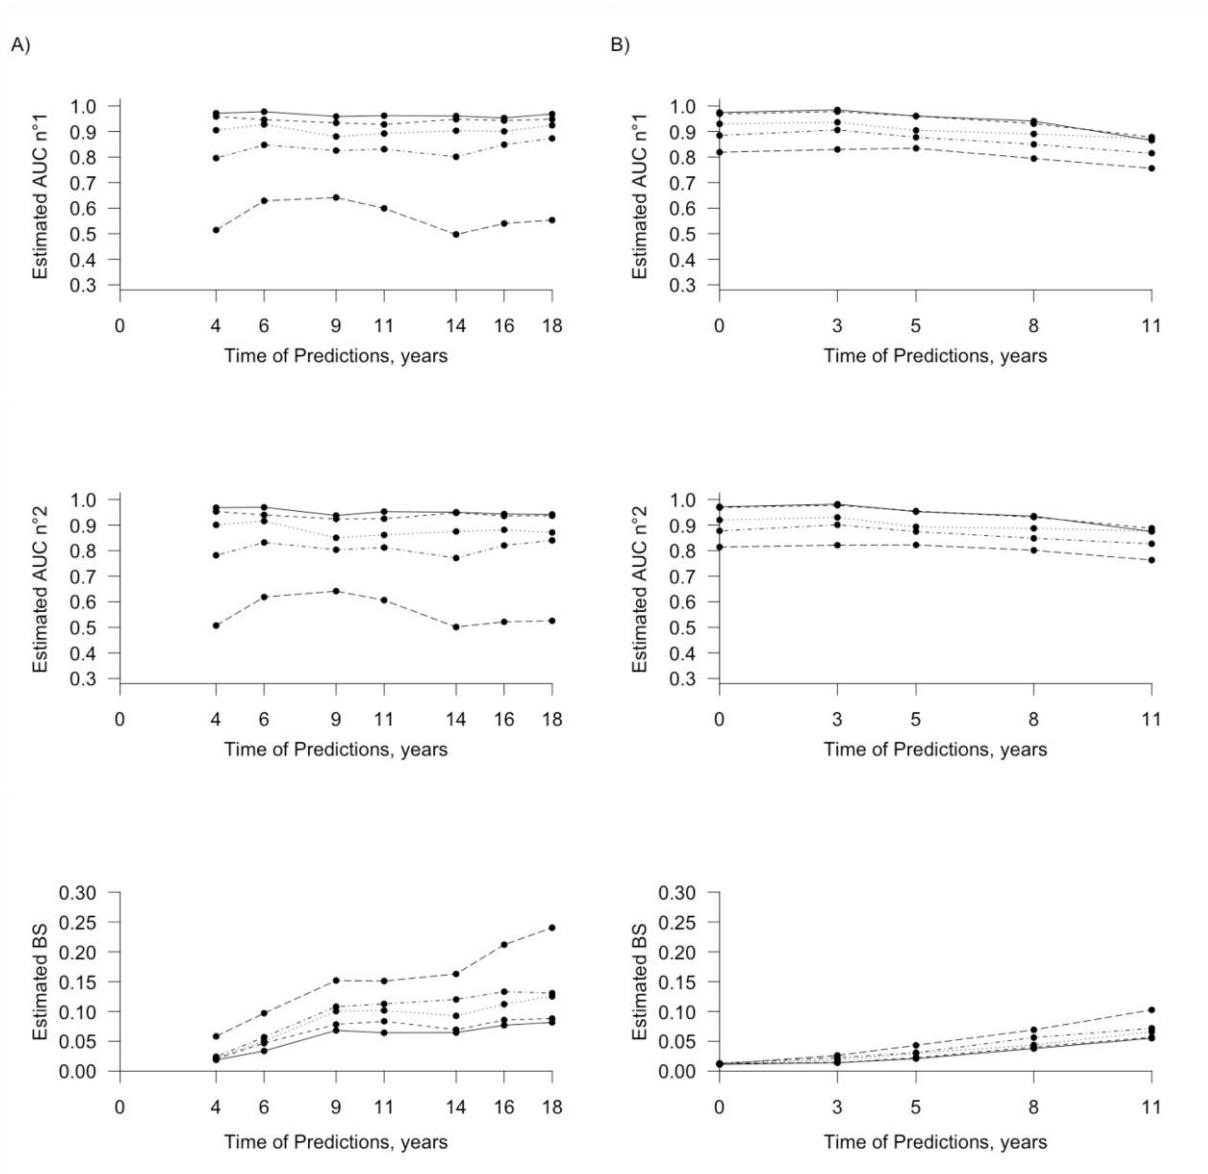 A)
B)
Estimated AUC n°1
1.0
0.9
0.8
0.7
0.6
0.5
0.4
0.3
0 4 6 9 11 14 16 18
Time of Predictions, years
Estimated AUC n°1
1.0
0.9
0.8
0.7
0.6
0.5
0.4
0.3
0 3 5 8 11
Time of Predictions, years
Estimated AUC n°2
1.0
0.9
0.8
0.7
0.6
0.5
0.4
0.3
0 4 6 9 11 14 16 18
Time of Predictions, years
Estimated AUC n°2
1.0
0.9
0.8
0.7
0.6
0.5
0.4
0.3
0 3 5 8 11
Time of Predictions, years
Estimated BS
0.30
0.25
0.20
0.15
0.10
0.05
0.00
0 4 6 9 11 14 16 18
Time of Predictions, years
Estimated BS
0.30
0.25
0.20
0.15
0.10
0.05
0.00
0 3 5 8 11
Time of Predictions, years